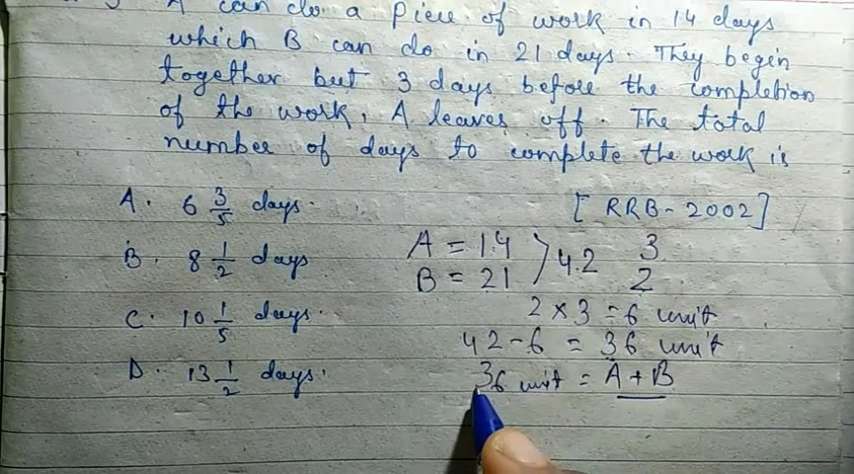 A can do a piece of work in 14 days
which B can do in 21 days. They begin
together but 3 days before the completion
of the work, A leaves off. The total
number of days to complete the work is
A. 6 3/5 days. [RRB-2002]
B. 8 1/2 days
C. 10 1/5 days.
D. 13 1/2 days.
A = 14 > 42 3
B = 21 2
2 x 3 = 6 unit
42 - 6 = 36 unit
36 unit = A + B